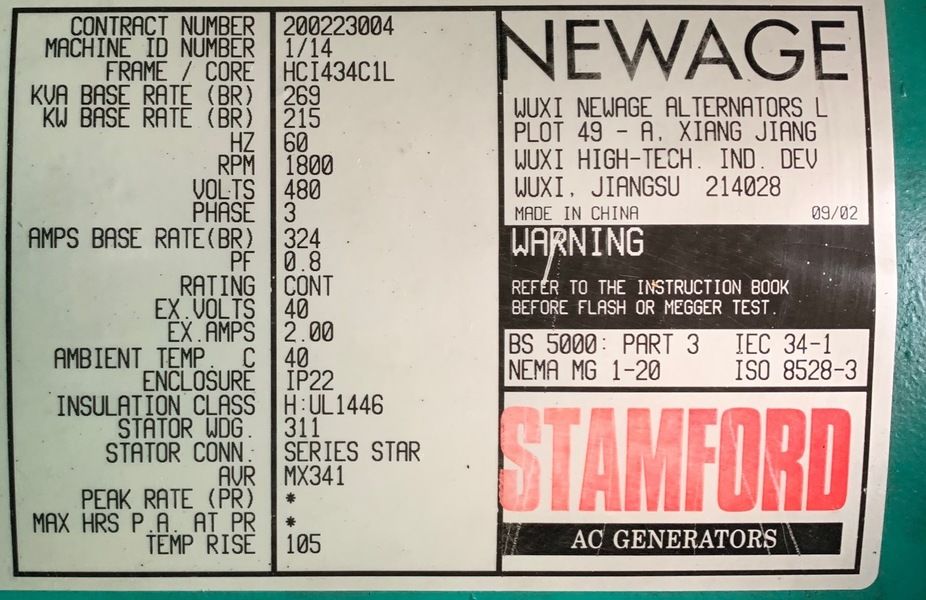 CONTRACT NUMBER 200223004
MACHINE ID NUMBER 1/14
FRAME / CORE HCI434C1L
KVA BASE RATE (BR) 269
KW BASE RATE (BR) 215
HZ 60
RPM 1800
VOLTS 480
PHASE 3
AMPS BASE RATE(BR) 324
PF 0.8
RATING CONT
EX.VOLTS 40
EX.AMPS 2.00
AMBIENT TEMP. C 40
ENCLOSURE IP22
INSULATION CLASS H:UL1446
STATOR WDG. 311
STATOR CONN. SERIES STAR
AVR MX341
PEAK RATE (PR) *
MAX HRS P.A. AT PR *
TEMP RISE 105
NEWAGE
WUXI NEWAGE ALTERNATORS L
PLOT 49 - A, XIANG JIANG
WUXI HIGH-TECH. IND. DEV
WUXI, JIANGSU 214028
MADE IN CHINA 09/02
WARNING
REFER TO THE INSTRUCTION BOOK
BEFORE FLASH OR MEGGER TEST.
BS 5000: PART 3 IEC 34-1
NEMA MG 1-20 ISO 8528-3
STAMFORD
AC GENERATORS